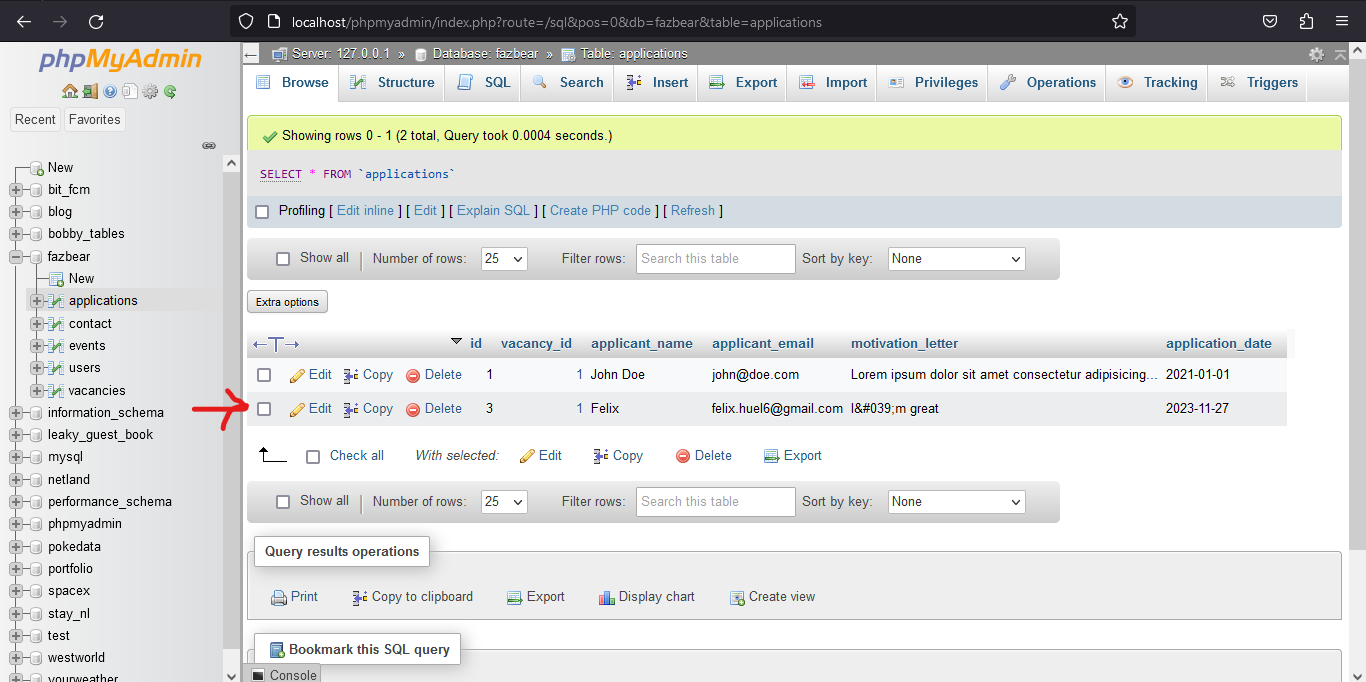 localhost/phpmyadmin/index.php?route=/sql&pos=0&db=fazbear&table=applications
phpMyAdmin
Recent Favorites
New
bit_fcm
blog
bobby_tables
fazbear
New
applications
contact
events
users
vacancies
information_schema
leaky_guest_book
mysql
netland
performance_schema
phpmyadmin
pokedata
portfolio
spacex
stay_nl
test
westworld
yourweather
Server: 127.0.0.1 » Database: fazbear » Table: applications
Browse Structure SQL Search Insert Export Import Privileges Operations Tracking Triggers
Showing rows 0 - 1 (2 total, Query took 0.0004 seconds.)
SELECT * FROM `applications`
Profiling [ Edit inline ] [ Edit ] [ Explain SQL ] [ Create PHP code ] [ Refresh ]
Show all | Number of rows: 25 Filter rows: Search this table Sort by key: None
Extra options
←T→ id vacancy_id applicant_name applicant_email motivation_letter application_date
Edit Copy Delete 1 1 John Doe john@doe.com Lorem ipsum dolor sit amet consectetur adipisicing... 2021-01-01
Edit Copy Delete 3 1 Felix felix.huel6@gmail.com I&#039;m great 2023-11-27
Check all With selected: Edit Copy Delete Export
Show all | Number of rows: 25 Filter rows: Search this table Sort by key: None
Query results operations
Print Copy to clipboard Export Display chart Create view
Bookmark this SQL query
Console